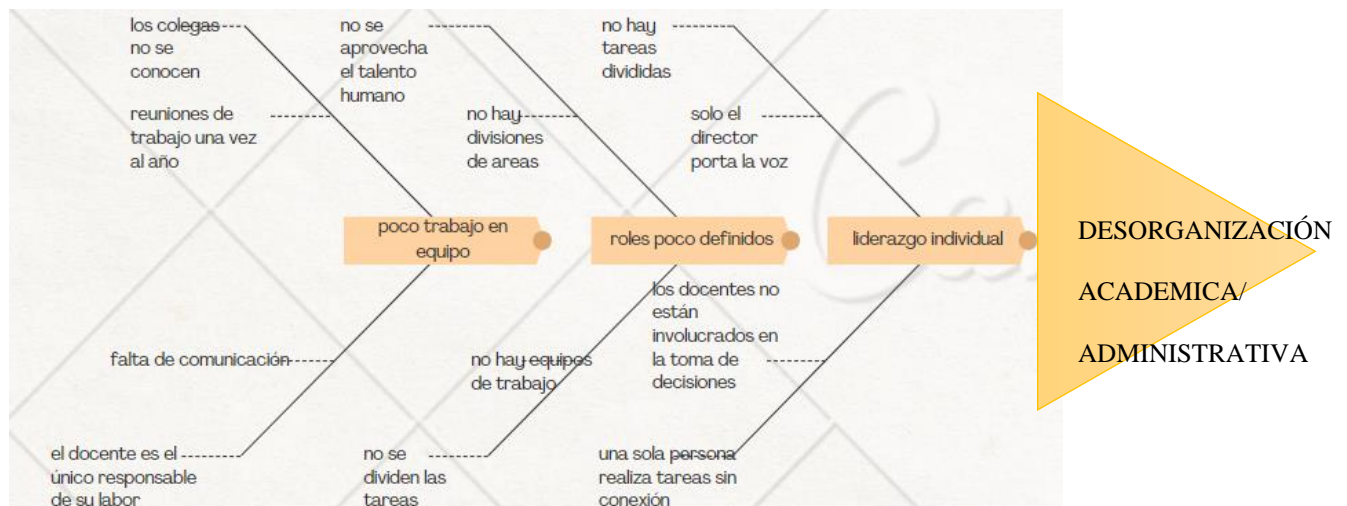 los colegas
no se
conocen
reuniones de
trabajo una vez
al año
no se
aprovecha
el talento
humano
no hay
divisiones
de areas
no hay
tareas
divididas
solo el
director
porta la voz
poco trabajo en
equipo
roles poco definidos
liderazgo individual
DESORGANIZACIÓN
ACADEMICA/
ADMINISTRATIVA
falta de comunicación
el docente es el
único responsable
de su labor
no hay equipos
de trabajo
no se
dividen las
tareas
los docentes no
están
involucrados en
la toma de
decisiones
una sola persona
realiza tareas sin
conexión